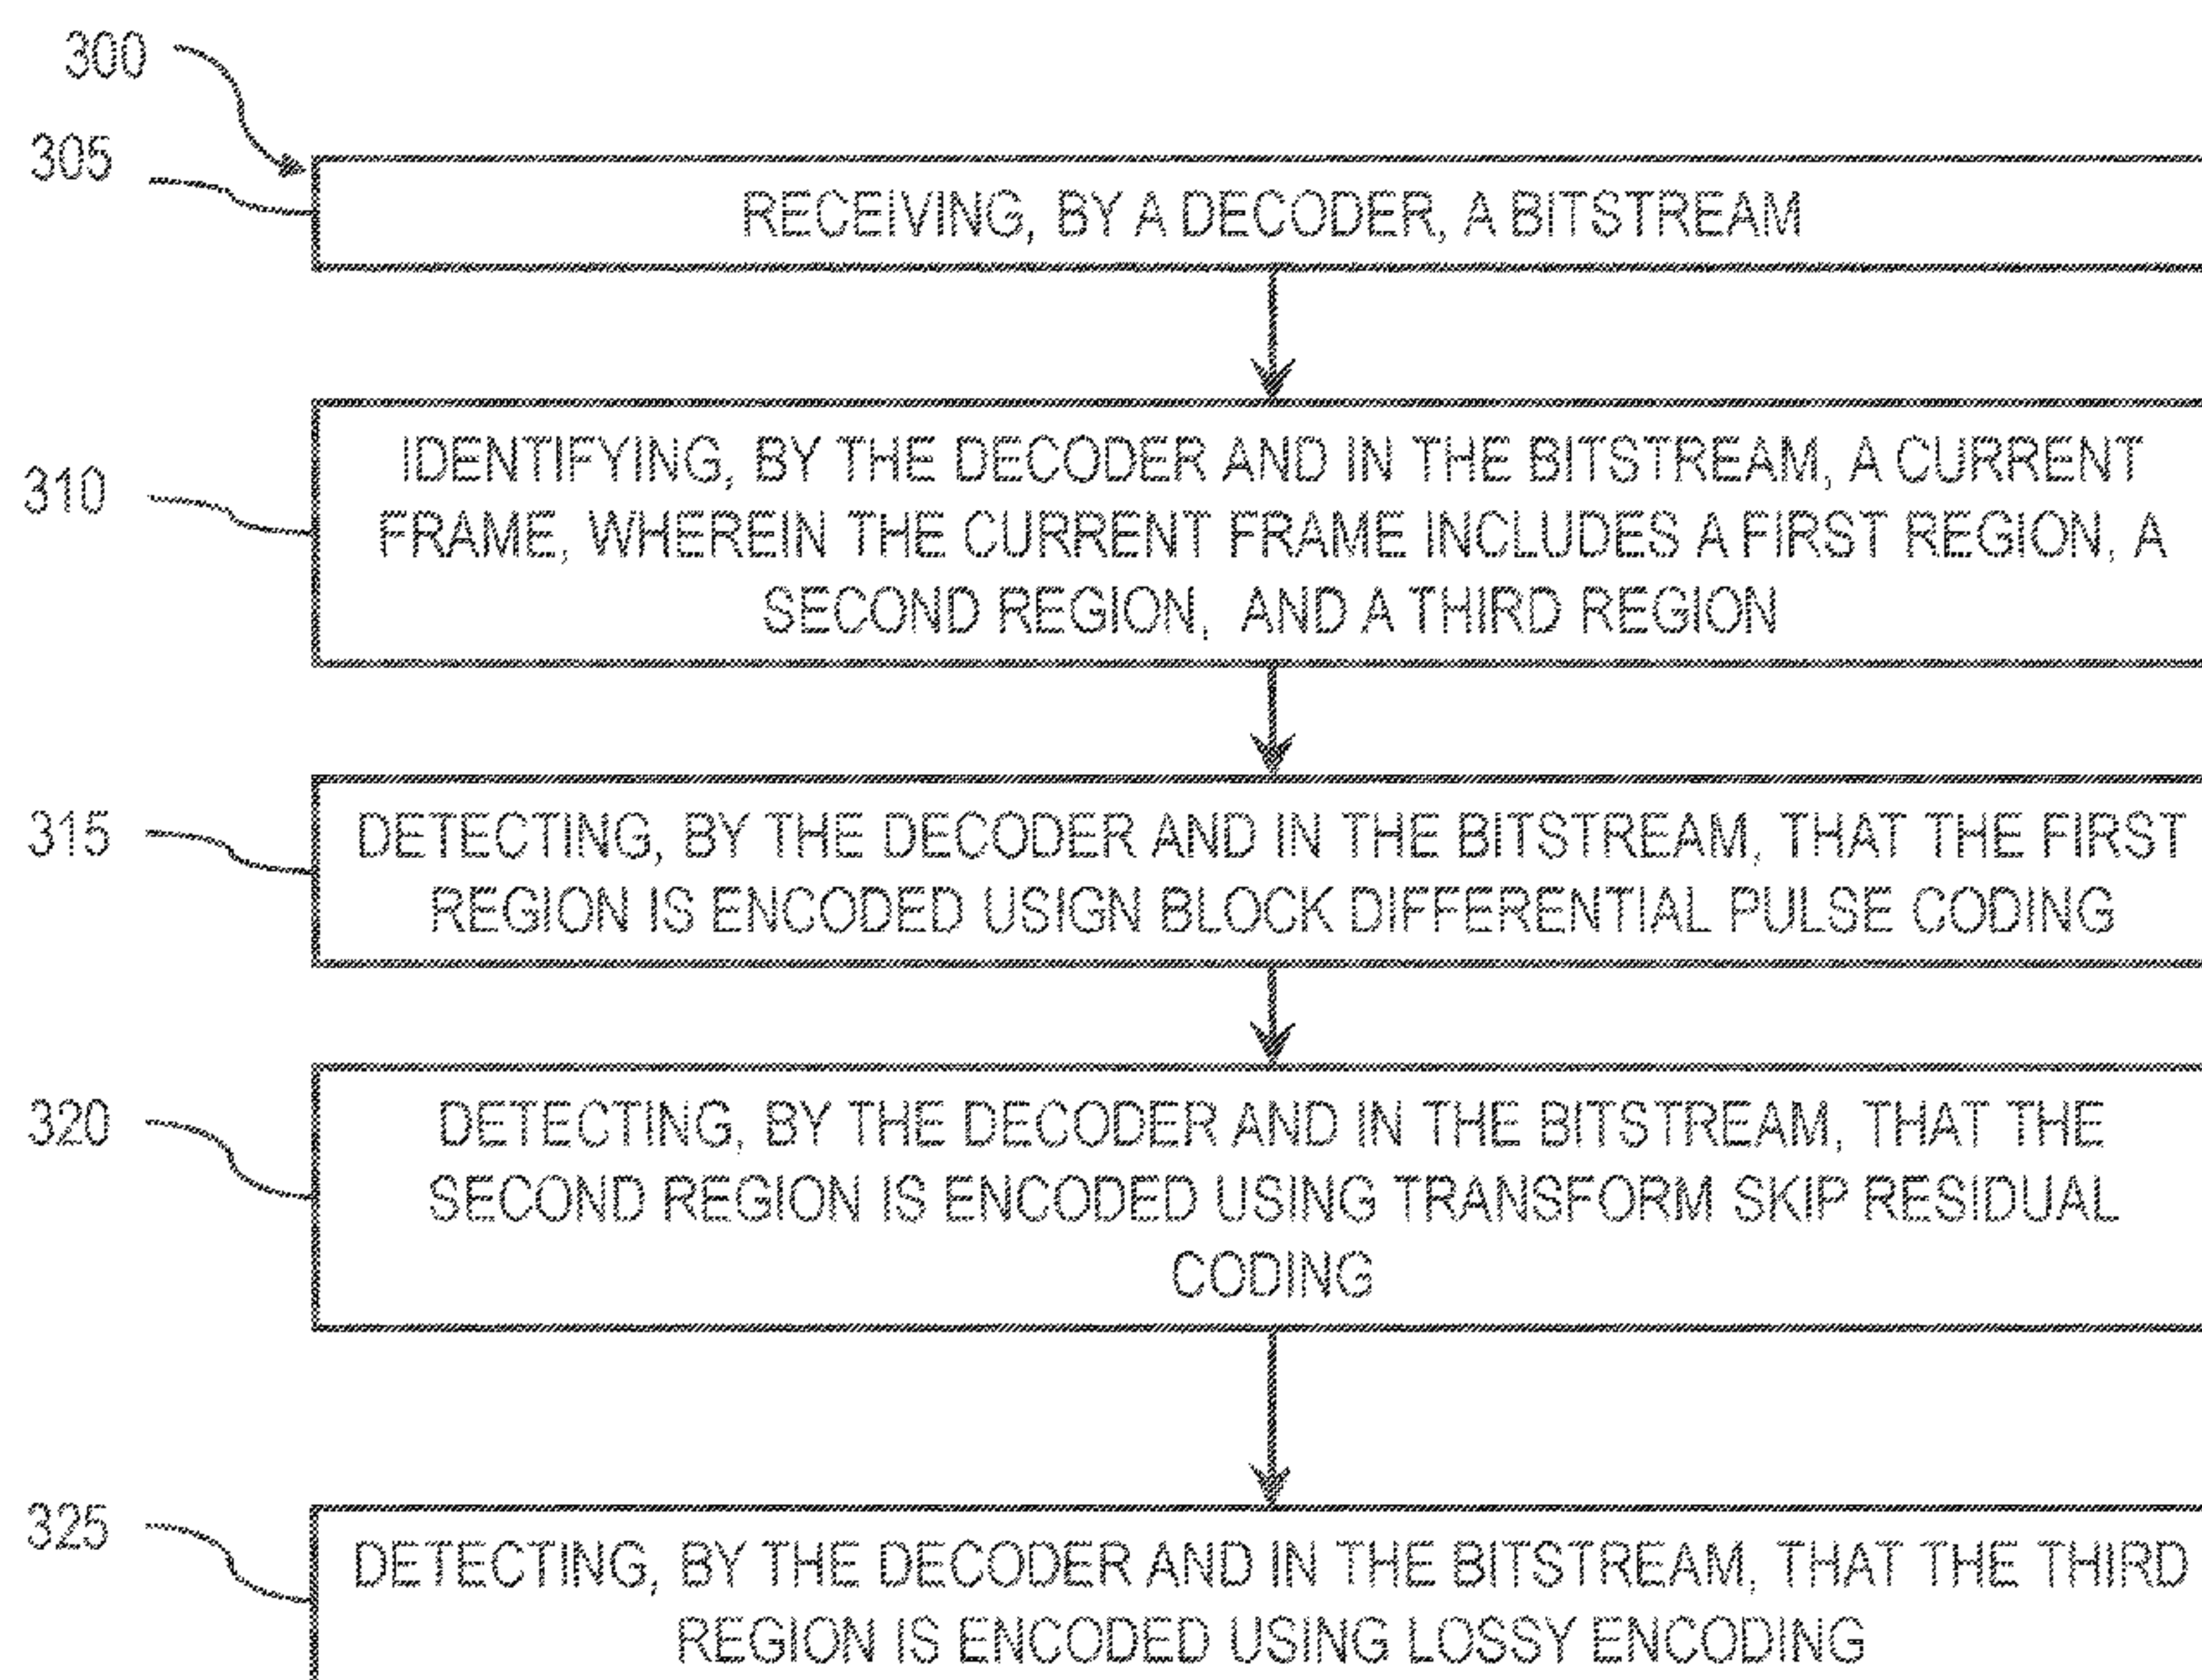 300
305
RECEIVING, BY A DECODER, A BITSTREAM
310
IDENTIFYING, BY THE DECODER AND IN THE BITSTREAM, A CURRENT
FRAME, WHEREIN THE CURRENT FRAME INCLUDES A FIRST REGION, A
SECOND REGION, AND A THIRD REGION
315
DETECTING, BY THE DECODER AND IN THE BITSTREAM, THAT THE FIRST
REGION IS ENCODED USIGN BLOCK DIFFERENTIAL PULSE CODING
320
DETECTING, BY THE DECODER AND IN THE BITSTREAM, THAT THE
SECOND REGION IS ENCODED USING TRANSFORM SKIP RESIDUAL
CODING
325
DETECTING, BY THE DECODER AND IN THE BITSTREAM, THAT THE THIRD
REGION IS ENCODED USING LOSSY ENCODING